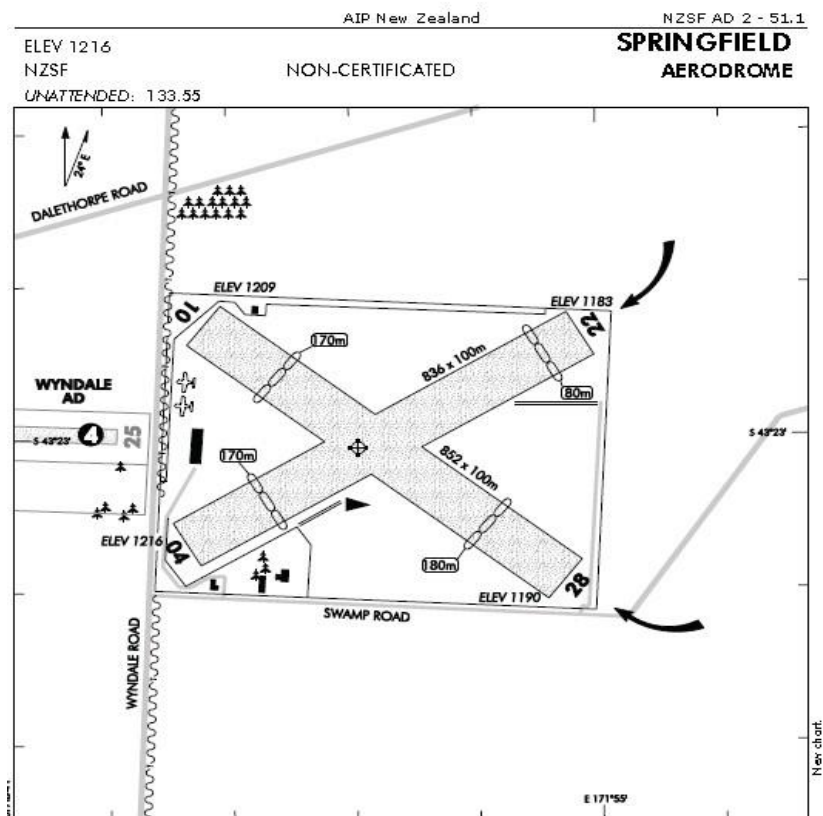 AIP New Zealand
NZSF AD 2 - 51.1
ELEV 1216
SPRINGFIELD
NZSF
NON-CERTIFICATED
AERODROME
UNATTENDED: 133.55
24° E
DALETHORPE ROAD
ELEV 1209
ELEV 1183
10
22
170m
836 x 100m
WYNDALE
AD
80m
S 43°23'
4
25
S 43°23'
170m
852 x 100m
ELEV 1216
04
180m
28
ELEV 1190
SWAMP ROAD
WYNDALE ROAD
New chart.
E 171°55'